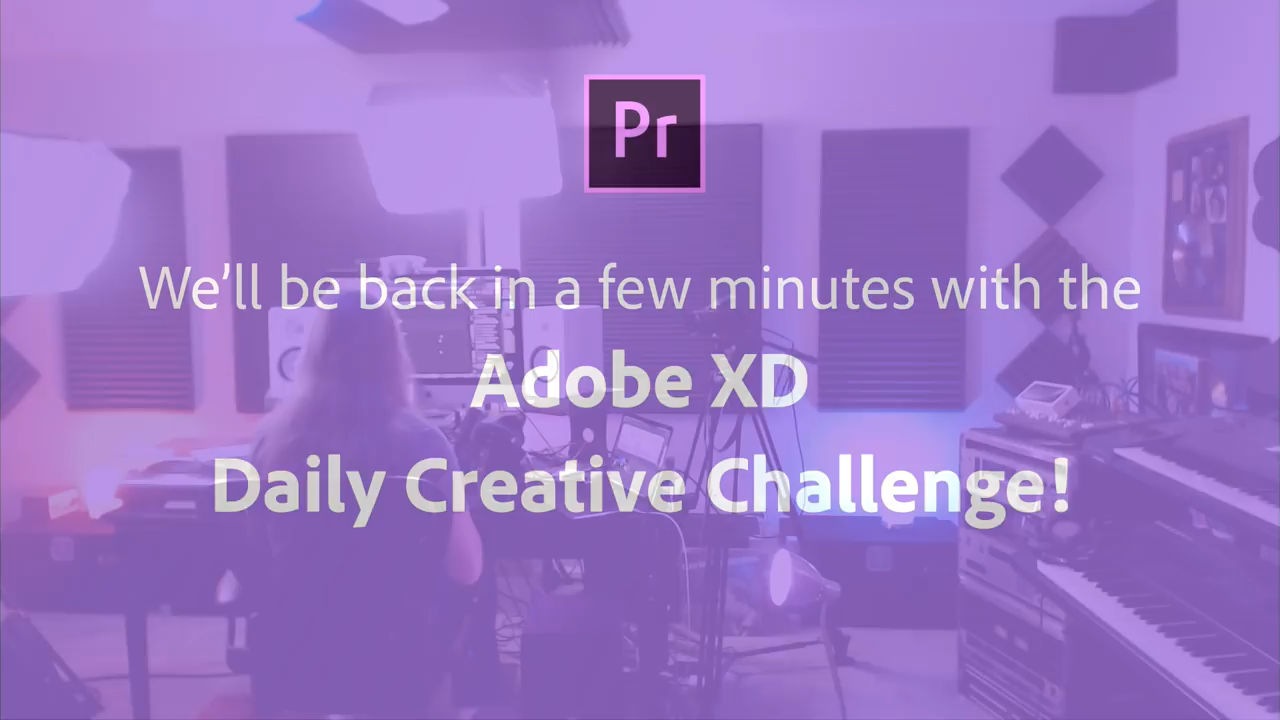 Pr
We’ll be back in a few minutes with the
Adobe XD
Daily Creative Challenge!